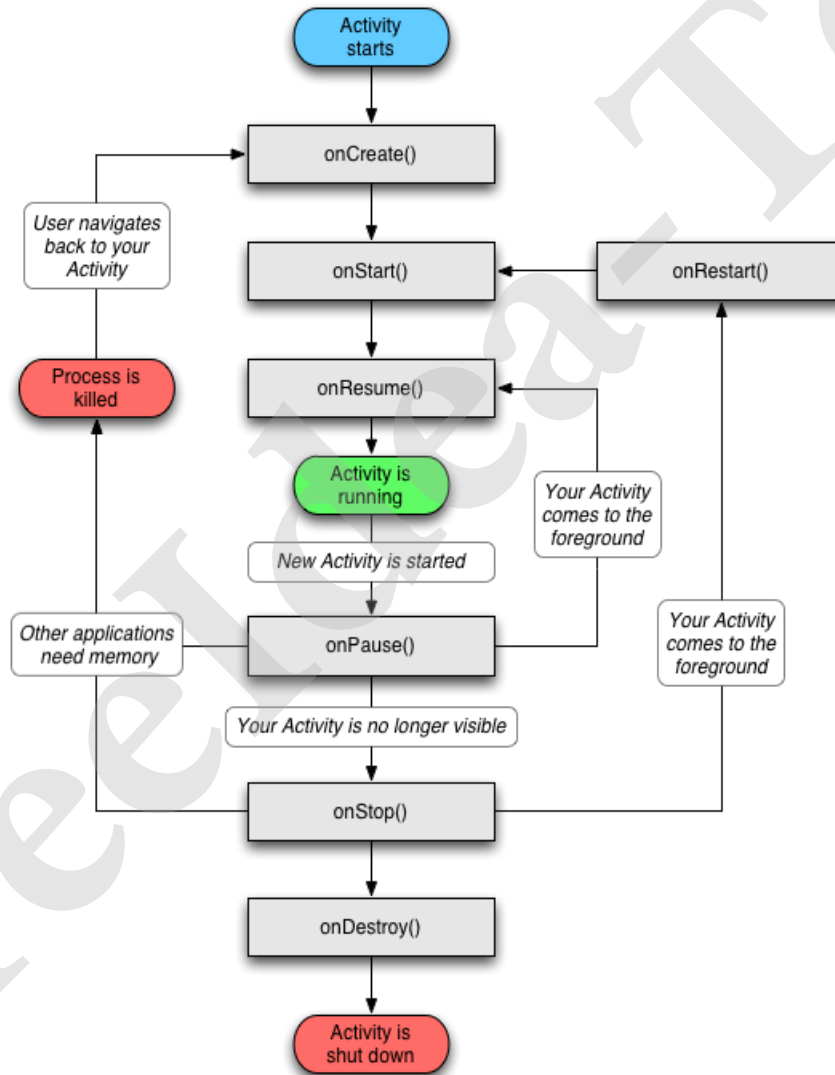 Activity
starts
onCreate()
User navigates
back to your
Activity
onStart()
onRestart()
Process is
killed
onResume()
Activity is
running
Your Activity
comes to the
foreground
New Activity is started
Other applications
need memory
onPause()
Your Activity
comes to the
foreground
Your Activity is no longer visible
onStop()
onDestroy()
Activity is
shut down